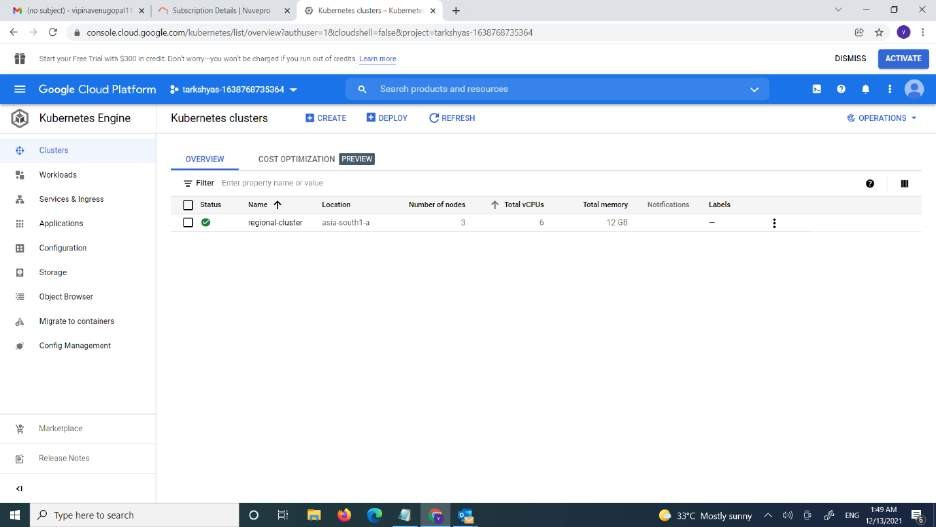 (no subject) - vipinavenugopal11
Subscription Details | Nuvepro
Kubernetes clusters – Kubernete
console.cloud.google.com/kubernetes/list/overview?authuser=1&cloudshell=false&project=tarkshyas-1638768735364
V
Start your Free Trial with $300 in credit. Don't worry—you won't be charged if you run out of credits. Learn more
DISMISS
ACTIVATE
Google Cloud Platform
tarkshyas-1638768735364
Search products and resources
Kubernetes Engine
Kubernetes clusters
CREATE
DEPLOY
REFRESH
OPERATIONS
Clusters
Workloads
Services & Ingress
Applications
Configuration
Storage
Object Browser
Migrate to containers
Config Management
Marketplace
Release Notes
OVERVIEW
COST OPTIMIZATION PREVIEW
Filter Enter property name or value
Status Name Location Number of nodes Total vCPUs Total memory Notifications Labels
regional-cluster asia-south1-a 3 6 12 GB –
Type here to search
33°C Mostly sunny
ENG
1:49 AM
12/13/2021